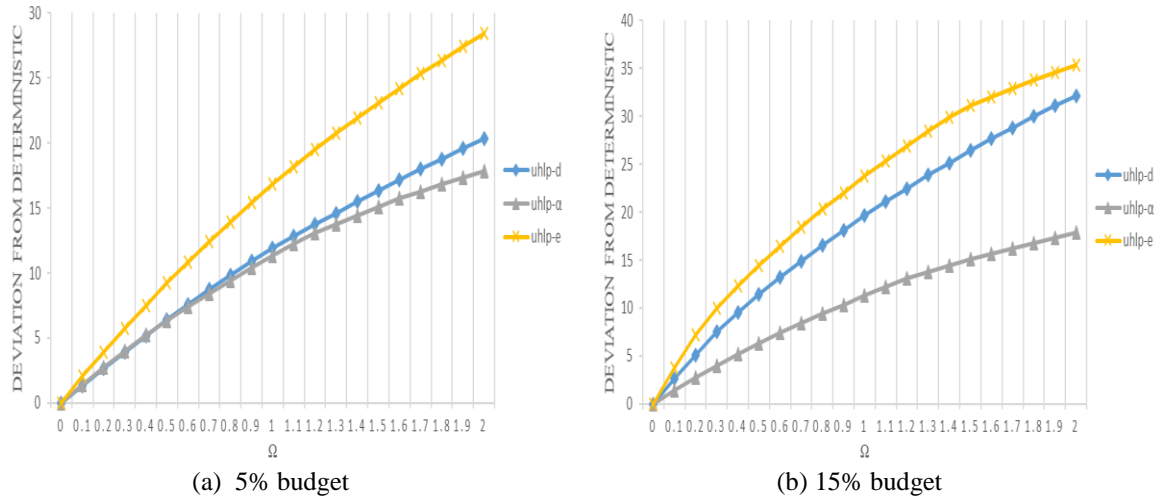 DEVIATION FROM DETERMINISTIC
30
25
20
15
10
5
0
0 0.1 0.2 0.3 0.4 0.5 0.6 0.7 0.8 0.9 1 1.1 1.2 1.3 1.4 1.5 1.6 1.7 1.8 1.9 2
Ω
uhlp-d
uhlp-α
uhlp-e
(a) 5% budget
DEVIATION FROM DETERMINISTIC
40
35
30
25
20
15
10
5
0
0 0.1 0.2 0.3 0.4 0.5 0.6 0.7 0.8 0.9 1 1.1 1.2 1.3 1.4 1.5 1.6 1.7 1.8 1.9 2
Ω
uhlp-d
uhlp-α
uhlp-e
(b) 15% budget